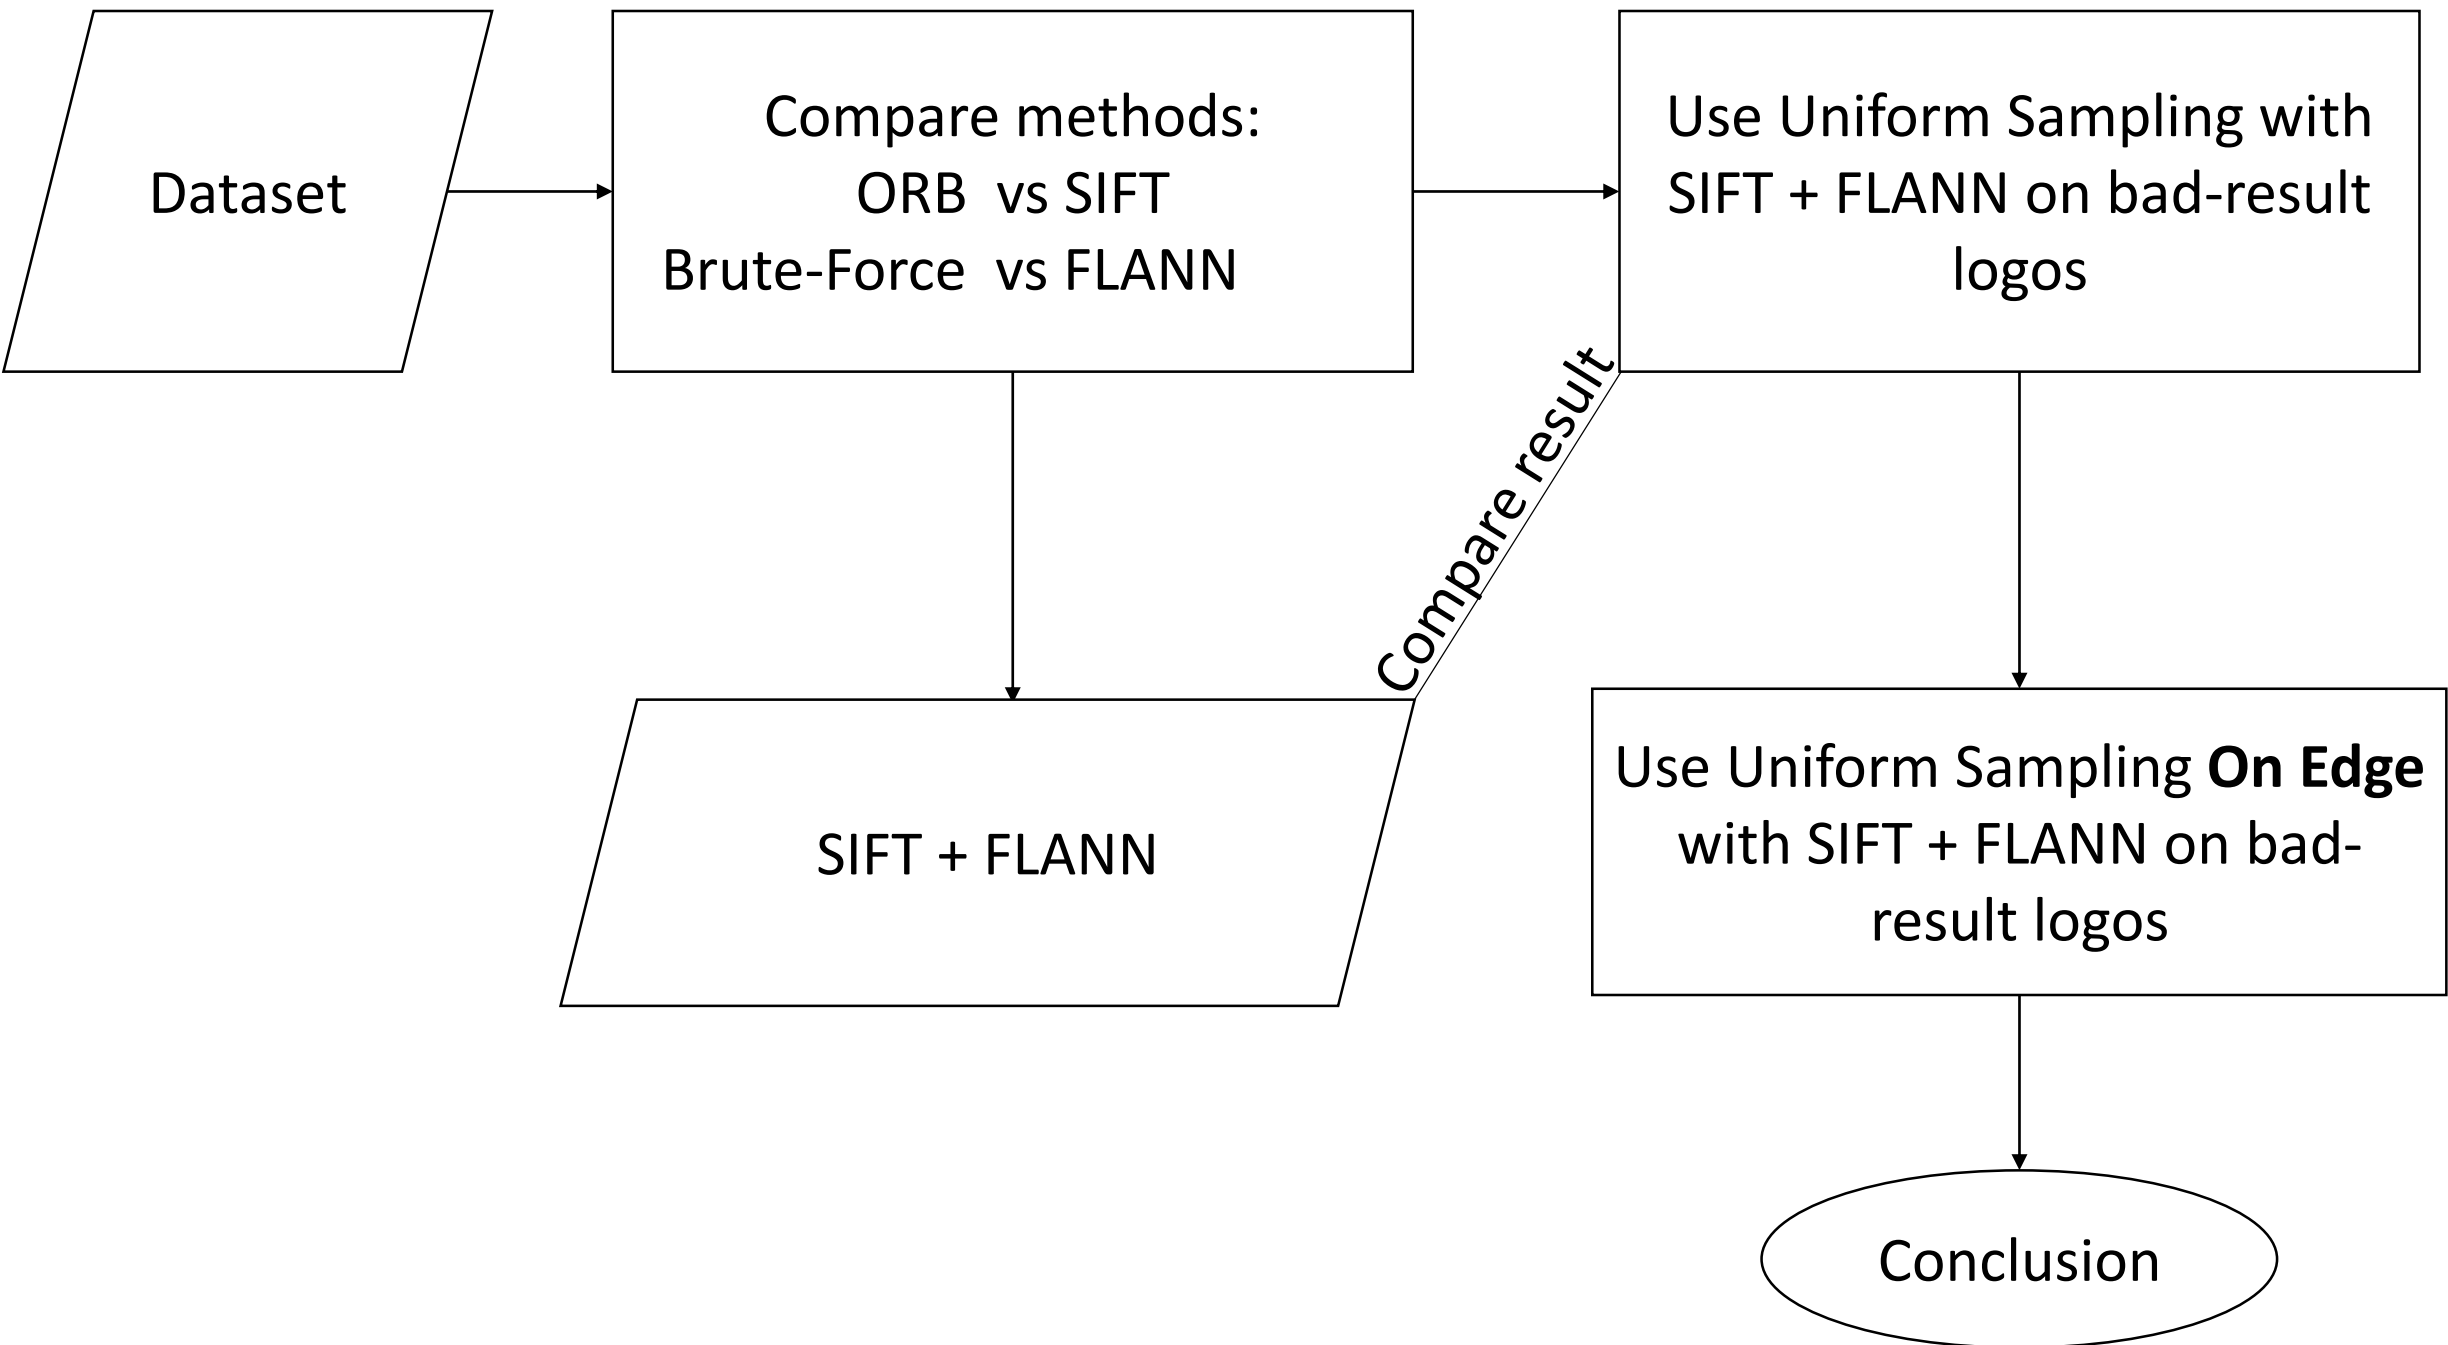 Dataset
Compare methods:
ORB  vs SIFT
Brute-Force  vs FLANN
Use Uniform Sampling with
SIFT + FLANN on bad-result
logos
Compare result
SIFT + FLANN
Use Uniform Sampling On Edge
with SIFT + FLANN on bad-
result logos
Conclusion